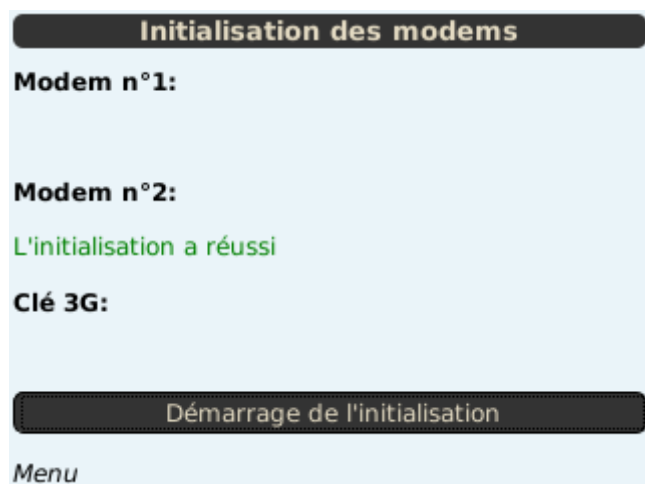 Initialisation des modems
Modem n°1:
Modem n°2:
L'initialisation a réussi
Clé 3G:
Démarrage de l'initialisation
Menu